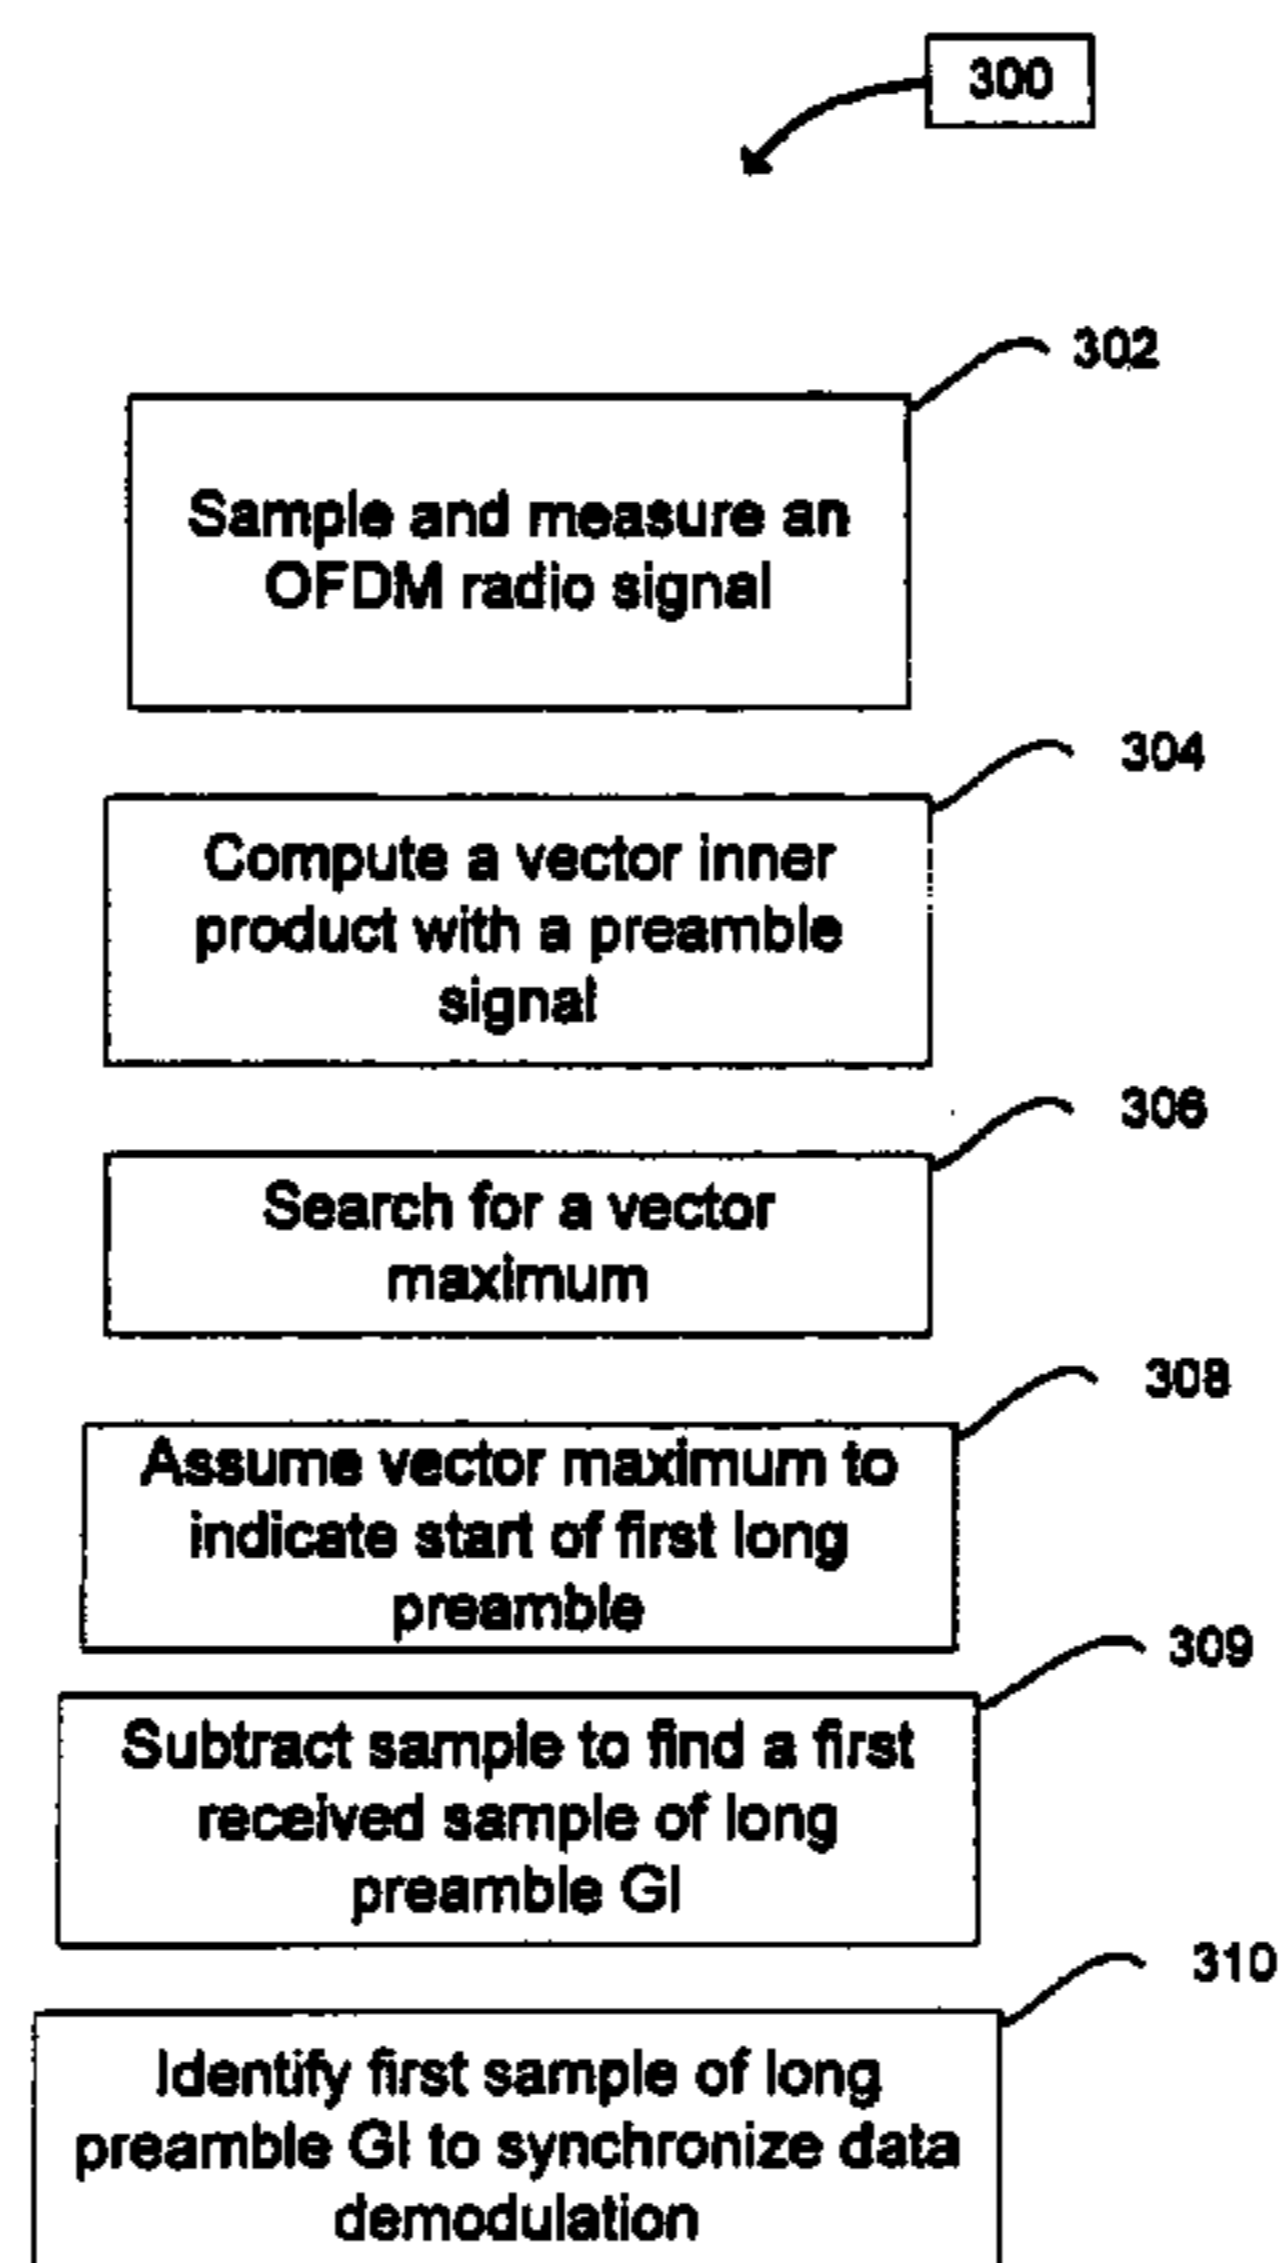 300
302
Sample and measure an
OFDM radio signal
304
Compute a vector inner
product with a preamble
signal
306
Search for a vector
maximum
308
Assume vector maximum to
indicate start of first long
preamble
309
Subtract sample to find a first
received sample of long
preamble GI
310
Identify first sample of long
preamble GI to synchronize data
demodulation